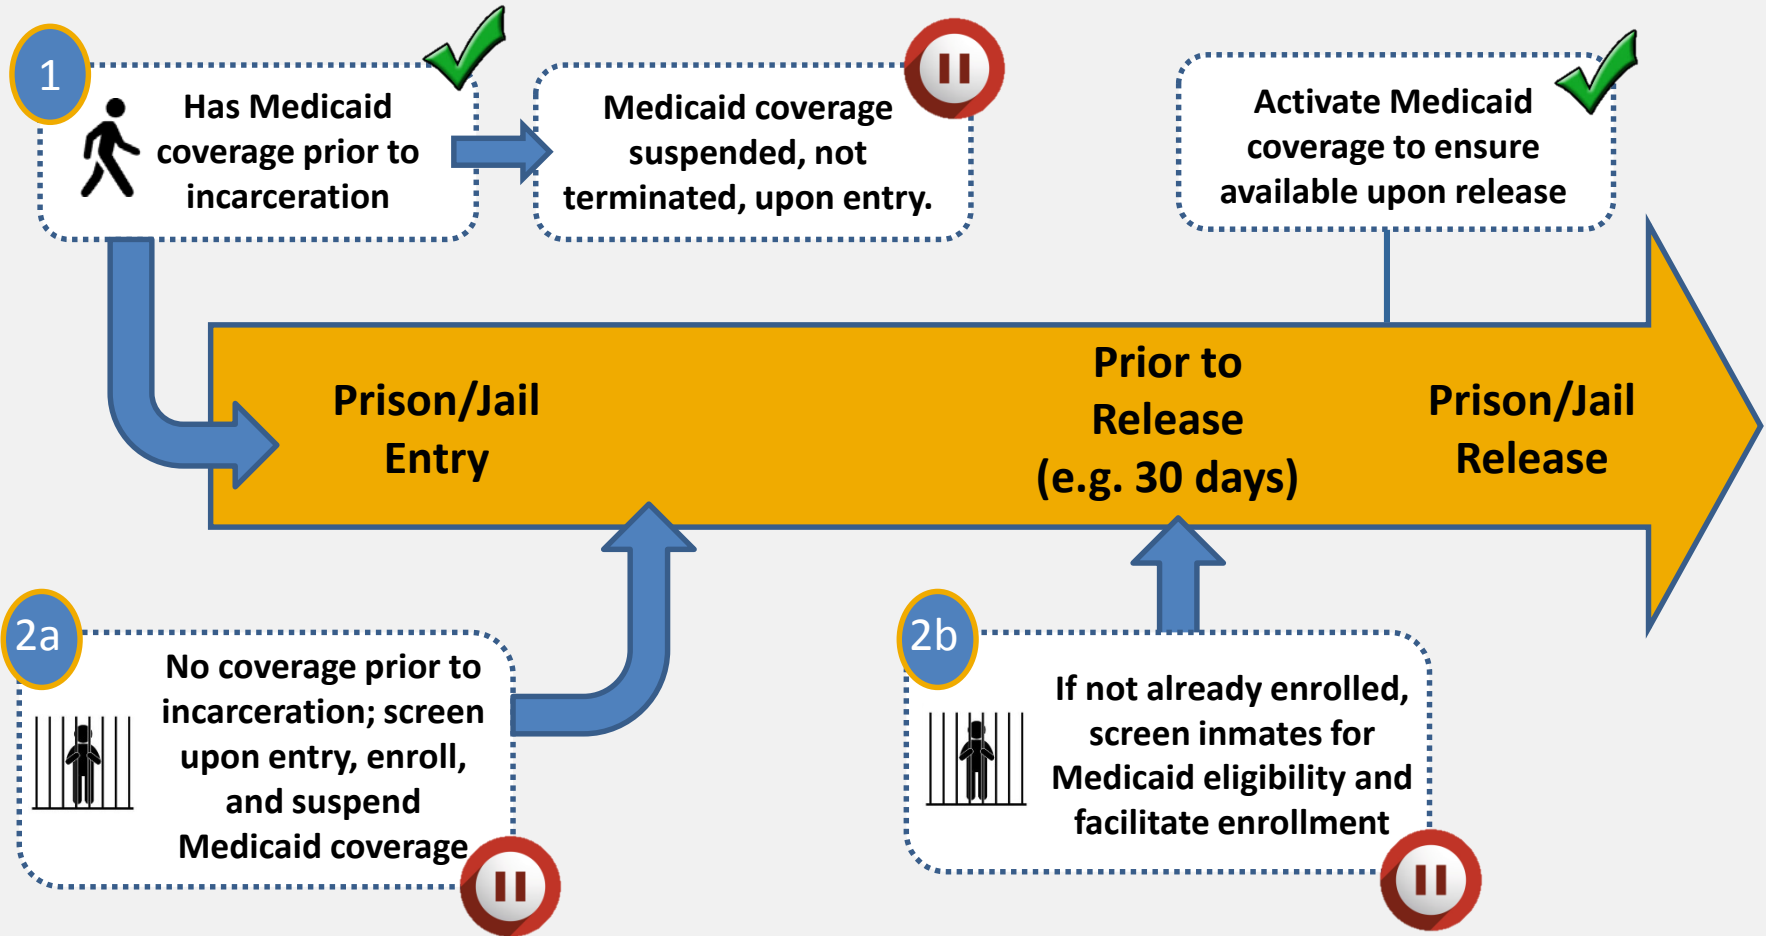 1
Has Medicaid
coverage prior to
incarceration
Medicaid coverage
suspended, not
terminated, upon entry.
Activate Medicaid
coverage to ensure
available upon release
Prison/Jail
Entry
Prior to
Release
(e.g. 30 days)
Prison/Jail
Release
2a
No coverage prior to
incarceration; screen
upon entry, enroll,
and suspend
Medicaid coverage
2b
If not already enrolled,
screen inmates for
Medicaid eligibility and
facilitate enrollment